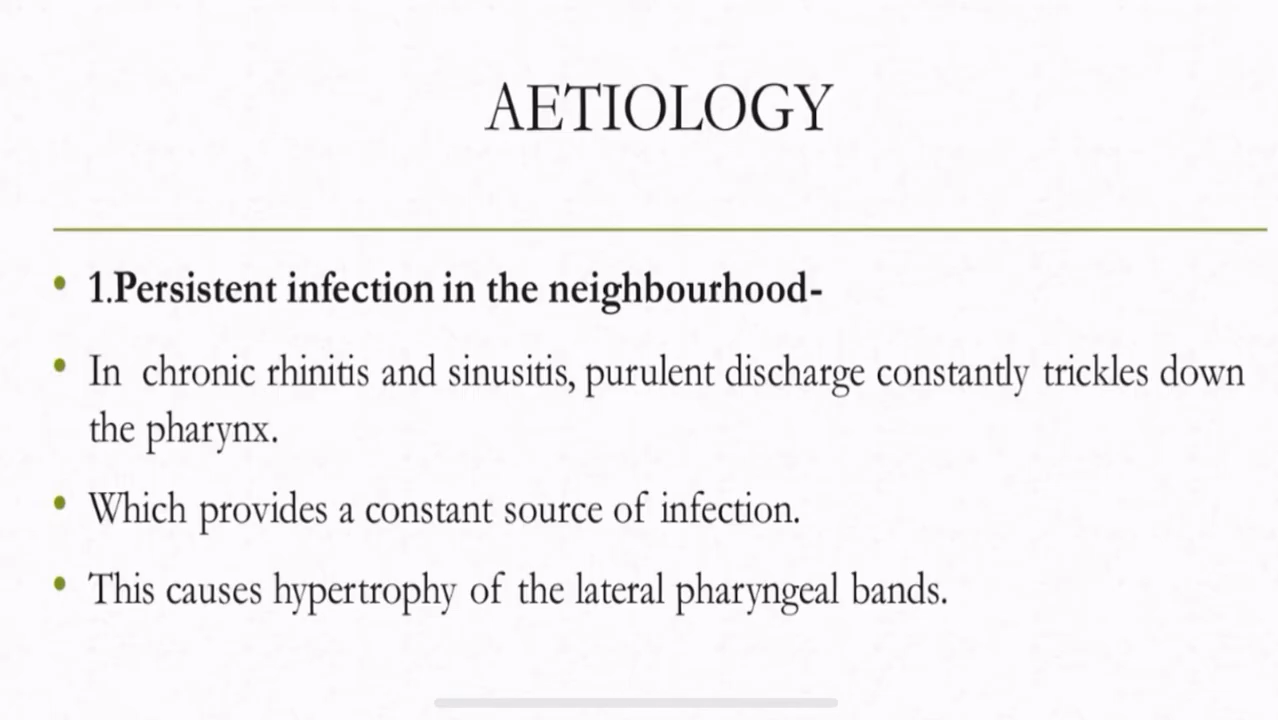 AETIOLOGY
• 1.Persistent infection in the neighbourhood-
• In chronic rhinitis and sinusitis, purulent discharge constantly trickles down
the pharynx.
• Which provides a constant source of infection.
• This causes hypertrophy of the lateral pharyngeal bands.